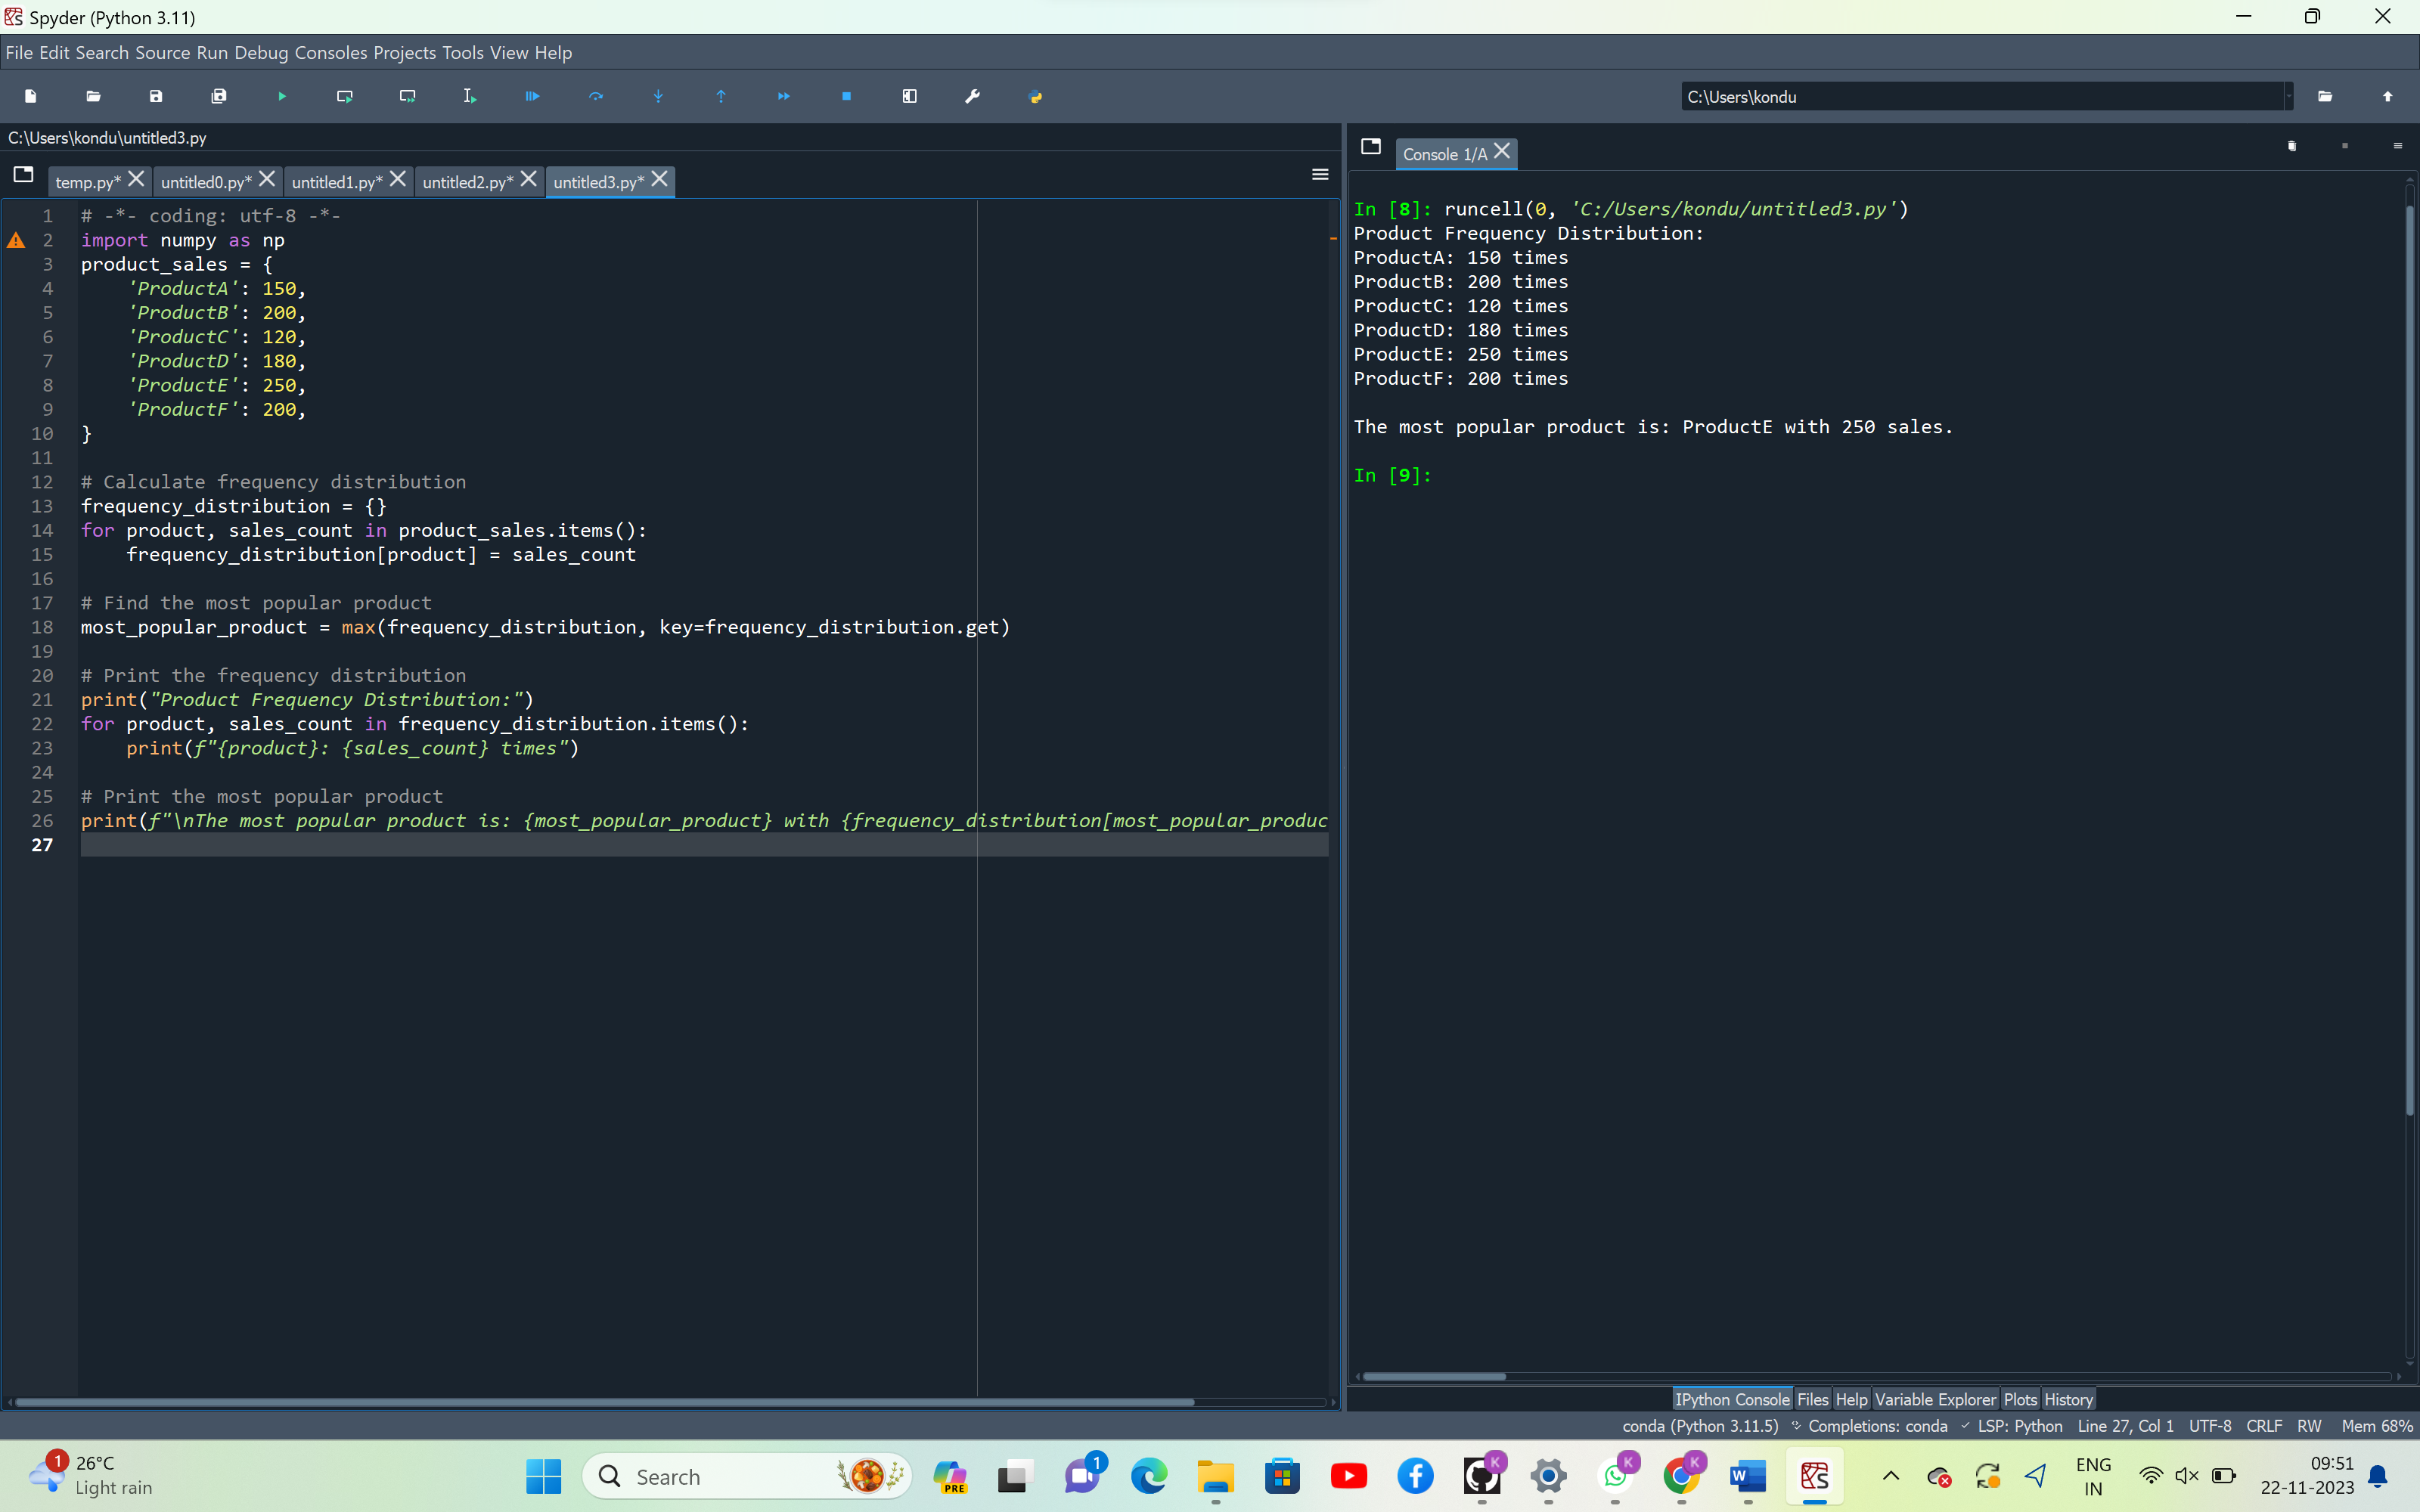 Spyder (Python 3.11)
File Edit Search Source Run Debug Consoles Projects Tools View Help
C:\Users\kondu
C:\Users\kondu\untitled3.py
temp.py* untitled0.py* untitled1.py* untitled2.py* untitled3.py*
1 # -*- coding: utf-8 -*-
2 import numpy as np
3 product_sales = {
4     'ProductA': 150,
5     'ProductB': 200,
6     'ProductC': 120,
7     'ProductD': 180,
8     'ProductE': 250,
9     'ProductF': 200,
10 }
11
12 # Calculate frequency distribution
13 frequency_distribution = {}
14 for product, sales_count in product_sales.items():
15     frequency_distribution[product] = sales_count
16
17 # Find the most popular product
18 most_popular_product = max(frequency_distribution, key=frequency_distribution.get)
19
20 # Print the frequency distribution
21 print("Product Frequency Distribution:")
22 for product, sales_count in frequency_distribution.items():
23     print(f"{product}: {sales_count} times")
24
25 # Print the most popular product
26 print(f"\nThe most popular product is: {most_popular_product} with {frequency_distribution[most_popular_produc
27
Console 1/A
In [8]: runcell(0, 'C:/Users/kondu/untitled3.py')
Product Frequency Distribution:
ProductA: 150 times
ProductB: 200 times
ProductC: 120 times
ProductD: 180 times
ProductE: 250 times
ProductF: 200 times
The most popular product is: ProductE with 250 sales.
In [9]:
IPython Console Files Help Variable Explorer Plots History
conda (Python 3.11.5) Completions: conda LSP: Python Line 27, Col 1 UTF-8 CRLF RW Mem 68%
1 26°C
Light rain
Search
PRE
1
K
K
K
W
ENG
IN
09:51
22-11-2023